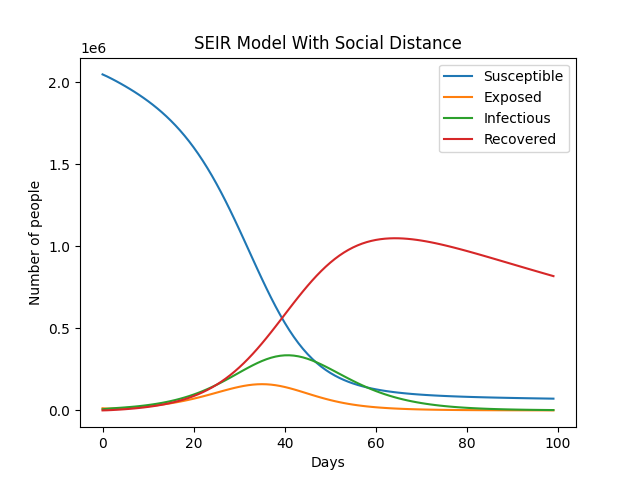 SEIR Model With Social Distance
1e6
Susceptible
Exposed
Infectious
Recovered
2.0
1.5
1.0
0.5
0.0
Number of people
0 20 40 60 80 100
Days